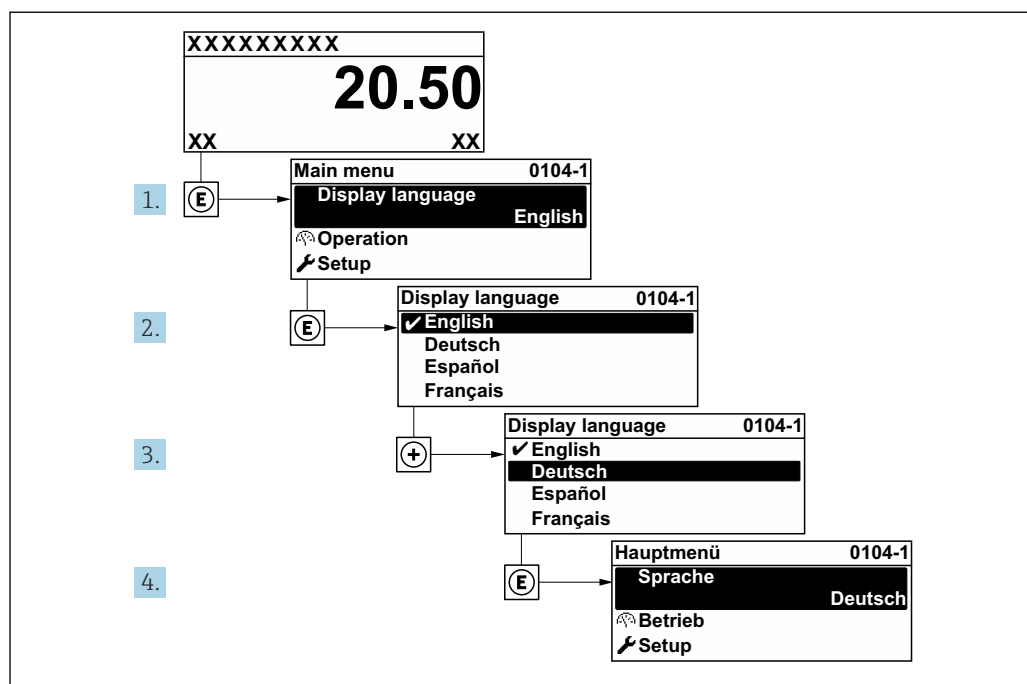 XXXXXXXXX
20.50
XX XX
1. E
Main menu 0104-1
Display language
English
Operation
Setup
2. E
Display language 0104-1
✔English
Deutsch
Español
Français
3. +
Display language 0104-1
✔English
Deutsch
Español
Français
4. E
Hauptmenü 0104-1
Sprache
Deutsch
Betrieb
Setup